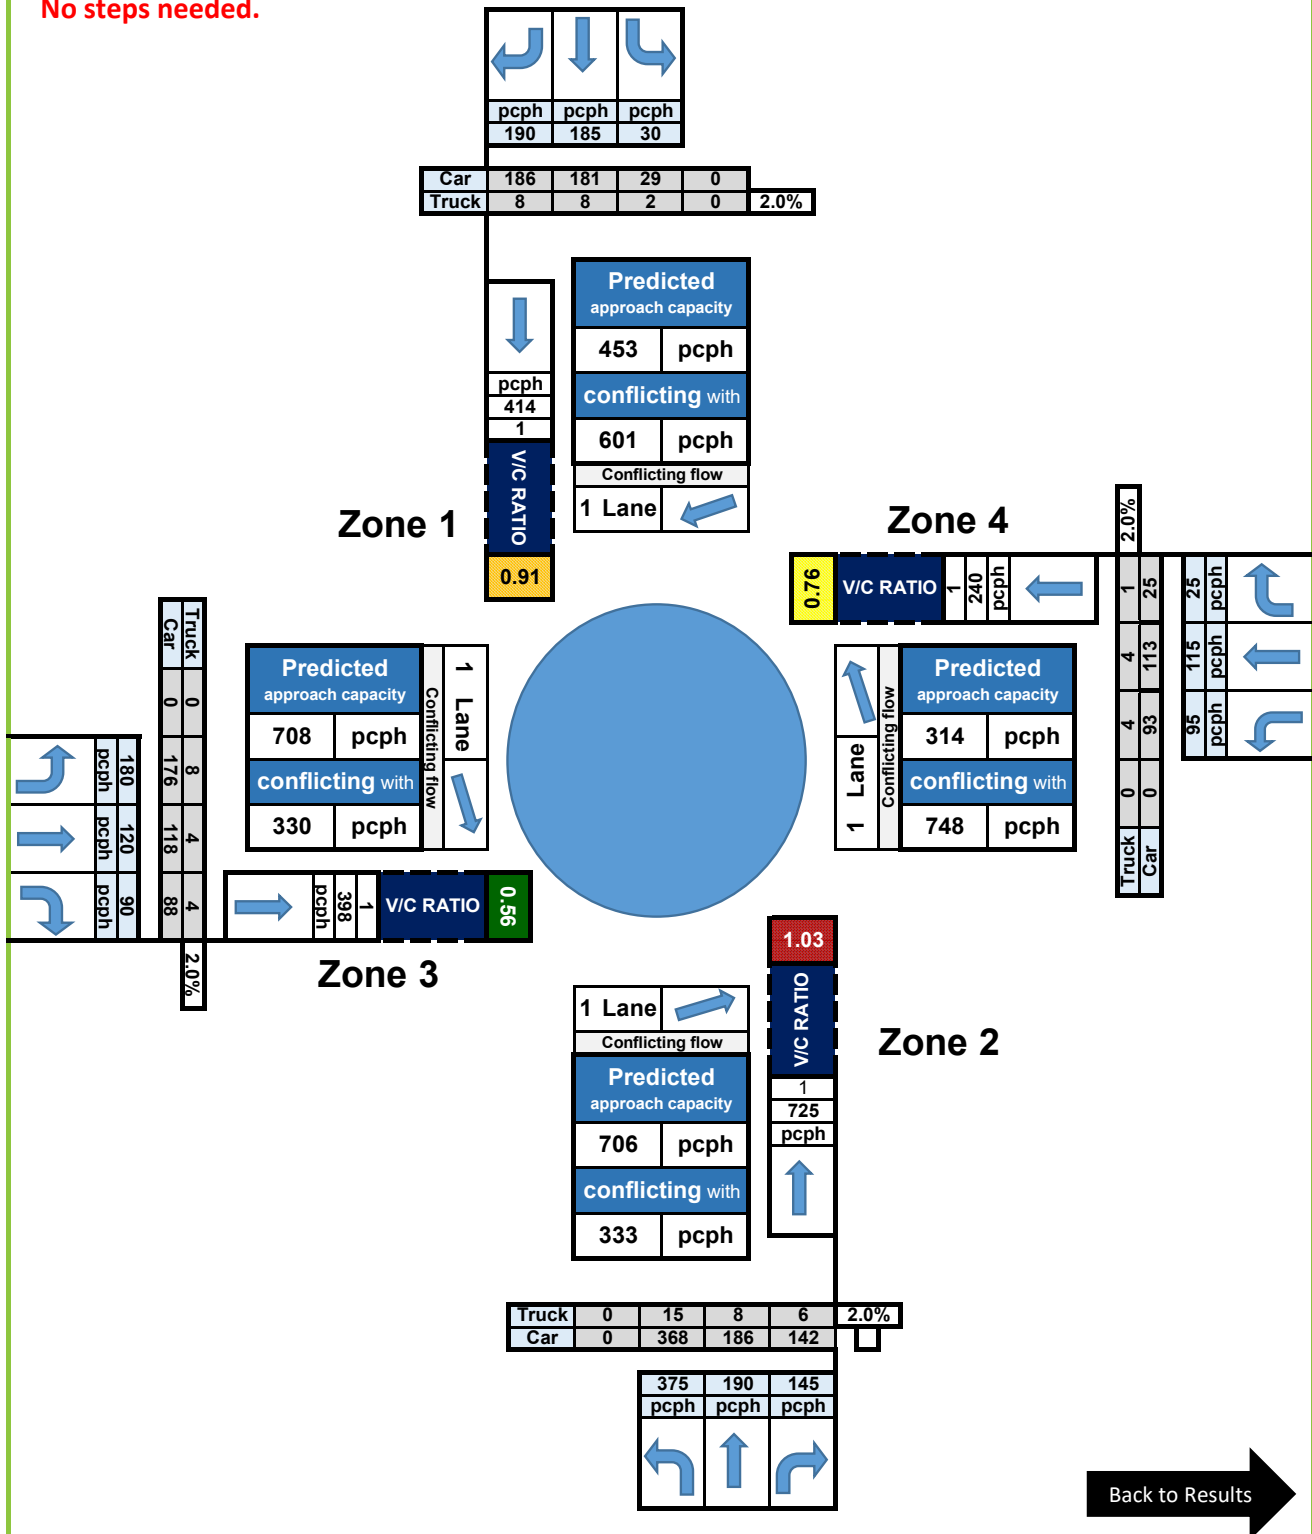 No steps needed.
pcph pcph pcph
190 185 30
Car 186 181 29 0
Truck 8 8 2 0 2.0%
Predicted
approach capacity
453 pcph
conflicting with
601 pcph
Conflicting flow
1 Lane
pcph
414
1
V/C RATIO
0.91
Zone 1
Zone 4
0.76 V/C RATIO 1 240 pcph
2.0%
1 25
4 113
4 93
0 0
Truck Car
25 pcph
115 pcph
95 pcph
Predicted
approach capacity
314 pcph
conflicting with
748 pcph
Conflicting flow
1 Lane
Truck 0 8 4 4 2.0%
Car 0 176 118 88
180 pcph
120 pcph
90 pcph
Predicted
approach capacity
708 pcph
conflicting with
330 pcph
Conflicting flow
1 Lane
pcph 398 1 V/C RATIO 0.56
Zone 3
1.03
V/C RATIO
1
725
pcph
Zone 2
1 Lane
Conflicting flow
Predicted
approach capacity
706 pcph
conflicting with
333 pcph
Truck 0 15 8 6 2.0%
Car 0 368 186 142
375 190 145
pcph pcph pcph
Back to Results